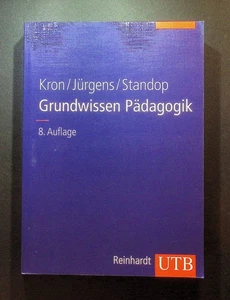 Kron/Jürgens/Standop
Grundwissen Pädagogik
8. Auflage
Reinhardt UTB